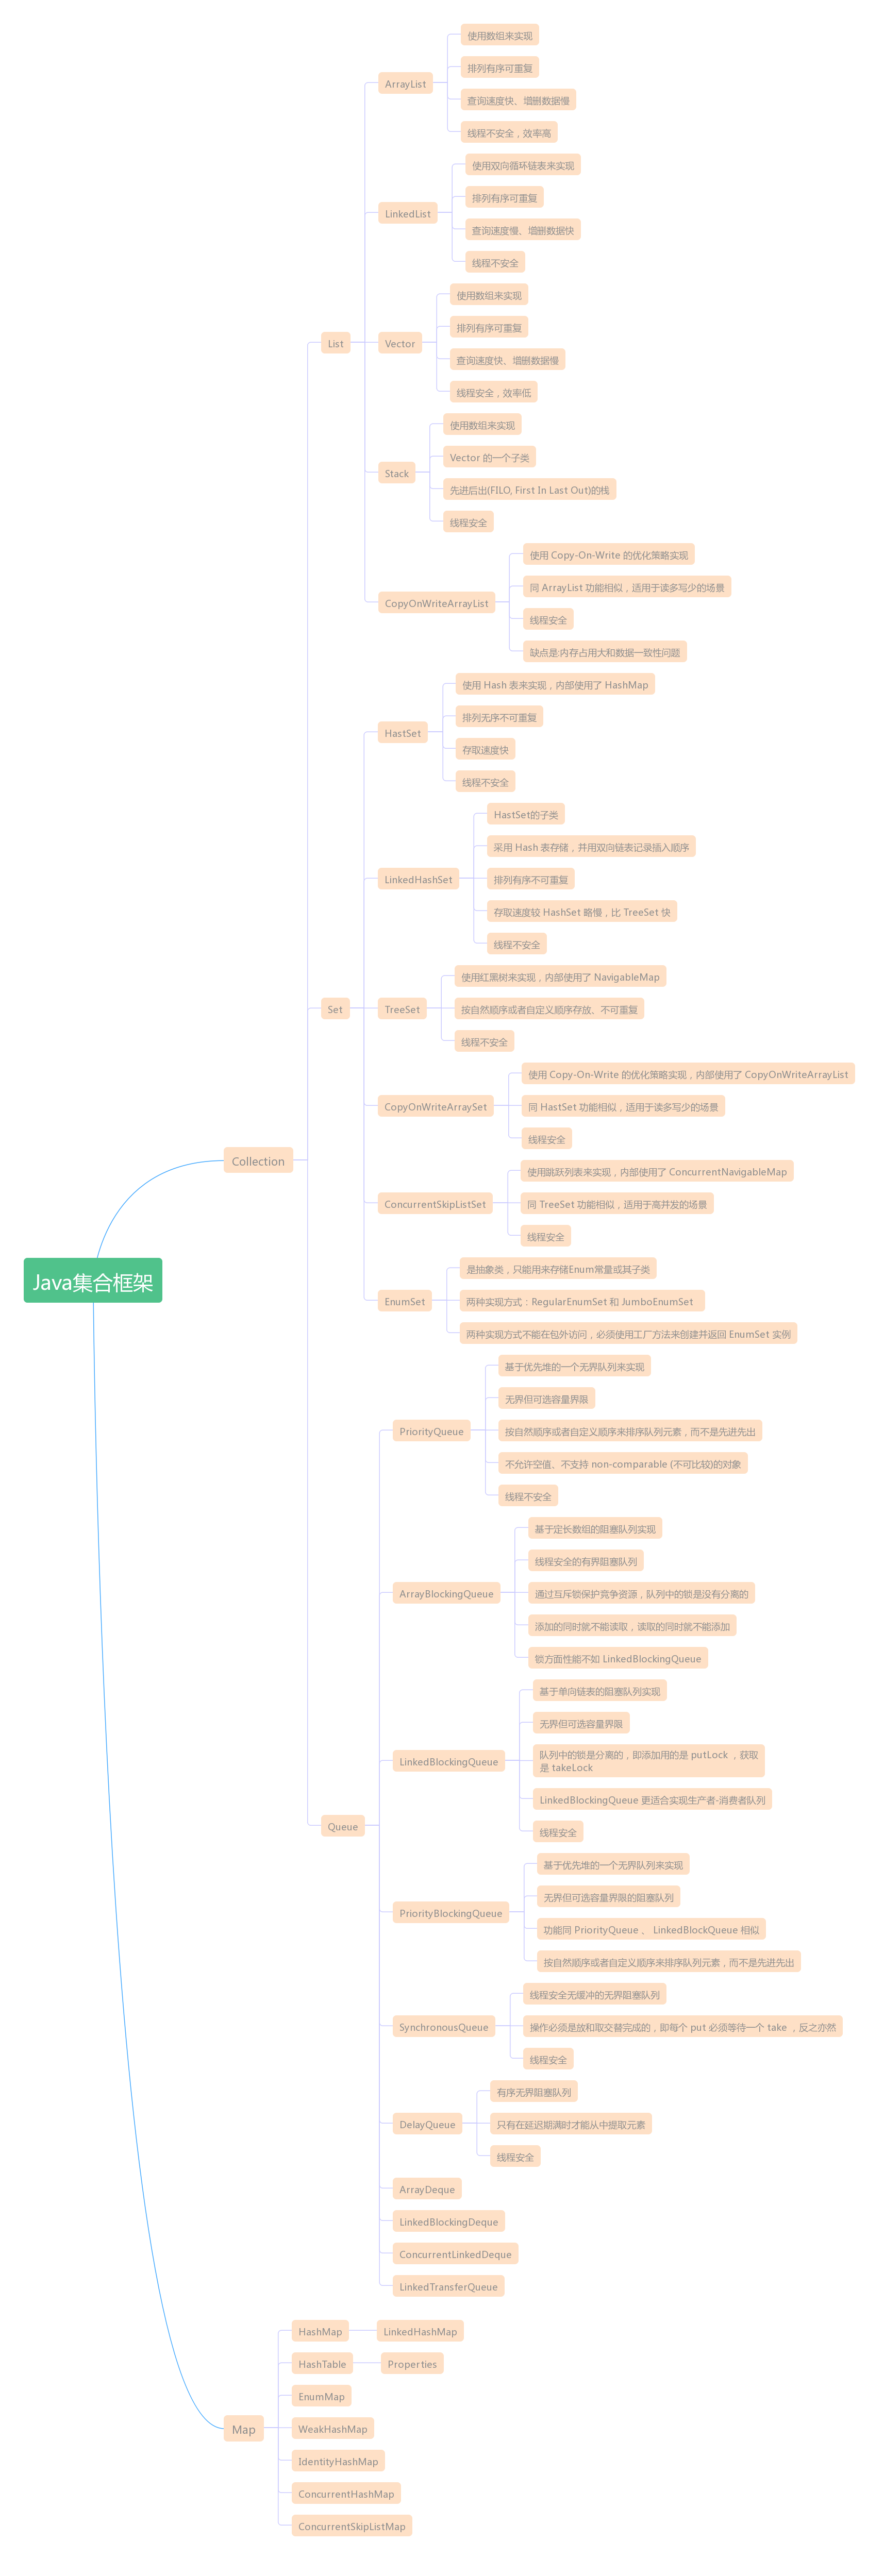 Java集合框架
Collection
List
ArrayList
使用数组来实现
排列有序可重复
查询速度快、增删数据慢
线程不安全，效率高
LinkedList
使用双向循环链表来实现
排列有序可重复
查询速度慢、增删数据快
线程不安全
Vector
使用数组来实现
排列有序可重复
查询速度快、增删数据慢
线程安全，效率低
Stack
使用数组来实现
Vector 的一个子类
先进后出(FILO, First In Last Out)的栈
线程安全
CopyOnWriteArrayList
使用 Copy-On-Write 的优化策略实现
同 ArrayList 功能相似，适用于读多写少的场景
线程安全
缺点是:内存占用大和数据一致性问题
Set
HastSet
使用 Hash 表来实现，内部使用了 HashMap
排列无序不可重复
存取速度快
线程不安全
LinkedHashSet
HastSet的子类
采用 Hash 表存储，并用双向链表记录插入顺序
排列有序不可重复
存取速度较 HashSet 略慢，比 TreeSet 快
线程不安全
TreeSet
使用红黑树来实现，内部使用了 NavigableMap
按自然顺序或者自定义顺序存放、不可重复
线程不安全
CopyOnWriteArraySet
使用 Copy-On-Write 的优化策略实现，内部使用了 CopyOnWriteArrayList
同 HastSet 功能相似，适用于读多写少的场景
线程安全
ConcurrentSkipListSet
使用跳跃列表来实现，内部使用了 ConcurrentNavigableMap
同 TreeSet 功能相似，适用于高并发的场景
线程安全
EnumSet
是抽象类，只能用来存储Enum常量或其子类
两种实现方式：RegularEnumSet 和 JumboEnumSet
两种实现方式不能在包外访问，必须使用工厂方法来创建并返回 EnumSet 实例
Queue
PriorityQueue
基于优先堆的一个无界队列来实现
无界但可选容量界限
按自然顺序或者自定义顺序来排序队列元素，而不是先进先出
不允许空值、不支持 non-comparable (不可比较)的对象
线程不安全
ArrayBlockingQueue
基于定长数组的阻塞队列实现
线程安全的有界阻塞队列
通过互斥锁保护竞争资源，队列中的锁是没有分离的
添加的同时就不能读取，读取的同时就不能添加
锁方面性能不如 LinkedBlockingQueue
LinkedBlockingQueue
基于单向链表的阻塞队列实现
无界但可选容量界限
队列中的锁是分离的，即添加用的是 putLock ，获取
是 takeLock
LinkedBlockingQueue 更适合实现生产者-消费者队列
线程安全
PriorityBlockingQueue
基于优先堆的一个无界队列来实现
无界但可选容量界限的阻塞队列
功能同 PriorityQueue 、 LinkedBlockQueue 相似
按自然顺序或者自定义顺序来排序队列元素，而不是先进先出
SynchronousQueue
线程安全无缓冲的无界阻塞队列
操作必须是放和取交替完成的，即每个 put 必须等待一个 take ，反之亦然
线程安全
DelayQueue
有序无界阻塞队列
只有在延迟期满时才能从中提取元素
线程安全
ArrayDeque
LinkedBlockingDeque
ConcurrentLinkedDeque
LinkedTransferQueue
Map
HashMap
LinkedHashMap
HashTable
Properties
EnumMap
WeakHashMap
IdentityHashMap
ConcurrentHashMap
ConcurrentSkipListMap